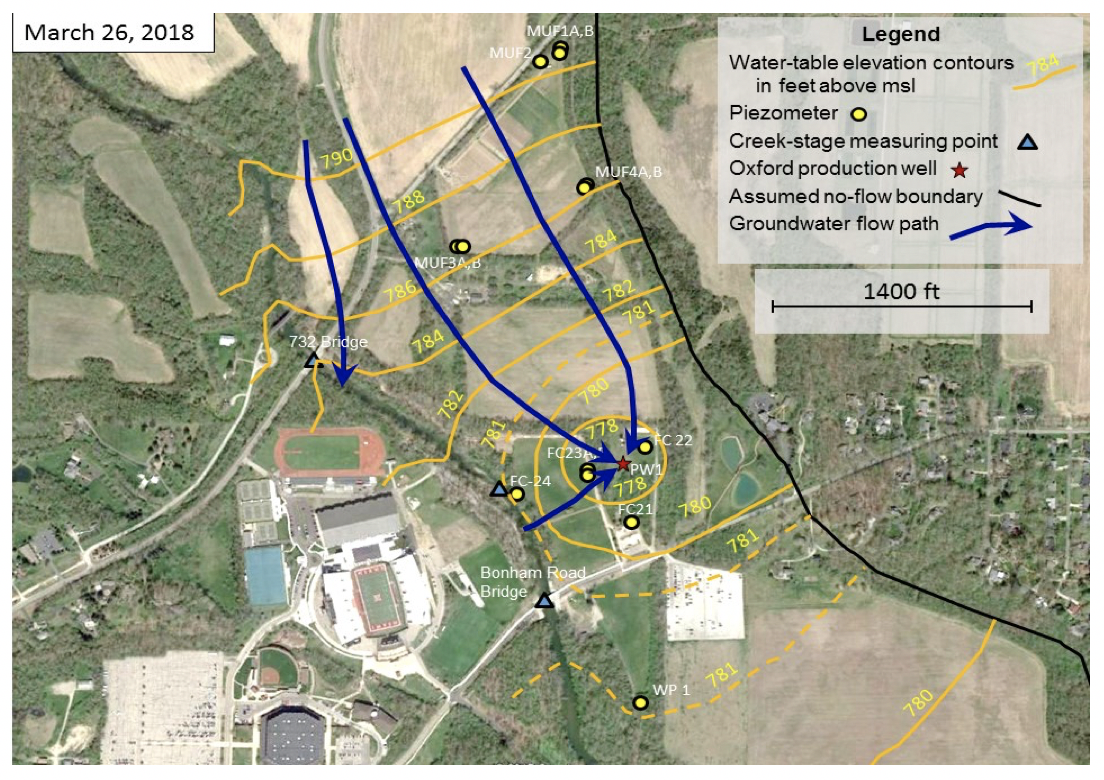 March 26, 2018
Legend
Water-table elevation contours
in feet above msl
784
Piezometer
Creek-stage measuring point
Oxford production well
Assumed no-flow boundary
Groundwater flow path
1400 ft
MUF1A,B
MUF2
790
MUF4A,B
788
784
MUF3A,B
786
782
781
732 Bridge
784
780
782
781
778
FC 22
FC23A,
PW1
FC-24
778
780
FC21
781
Bonham Road
Bridge
781
WP 1
780